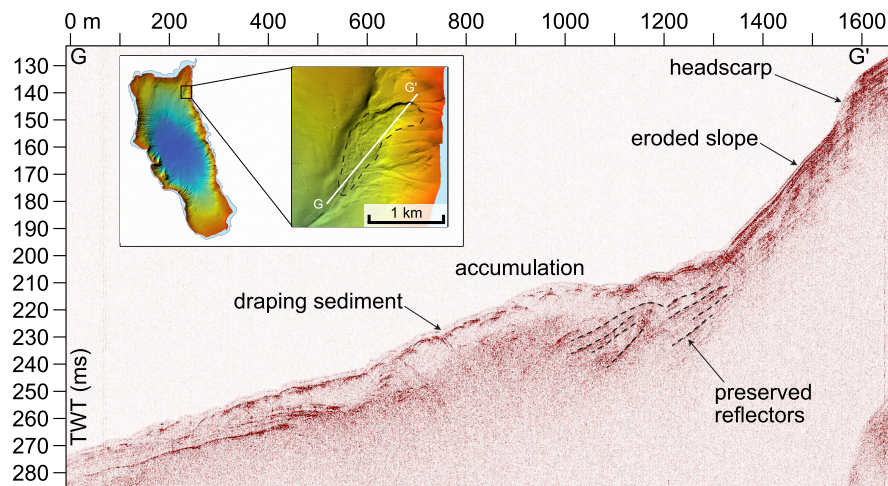 0 m 200 400 600 800 1000 1200 1400 1600
G
G'
130
140
150
160
170
180
190
200
210
220
230
240
250
260
270
280
TWT (ms)
G'
G
1 km
headscarp
eroded slope
accumulation
draping sediment
preserved
reflectors